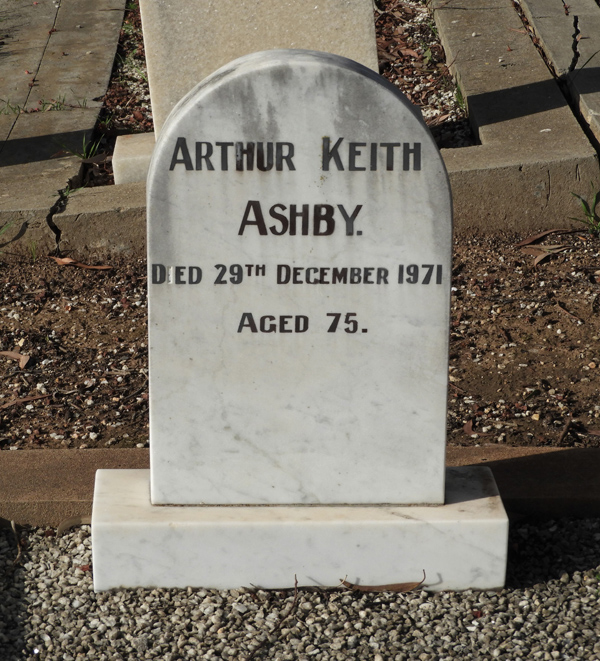 Arthur Keith
Ashby.
Died 29th December 1971
Aged 75.